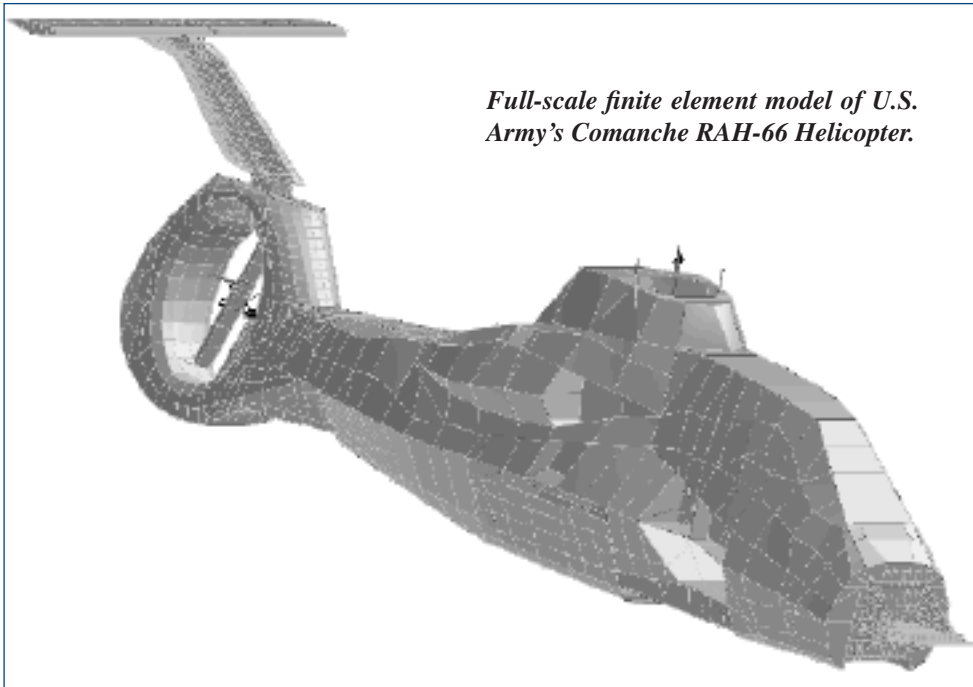 Full-scale finite element model of U.S.
Army’s Comanche RAH-66 Helicopter.